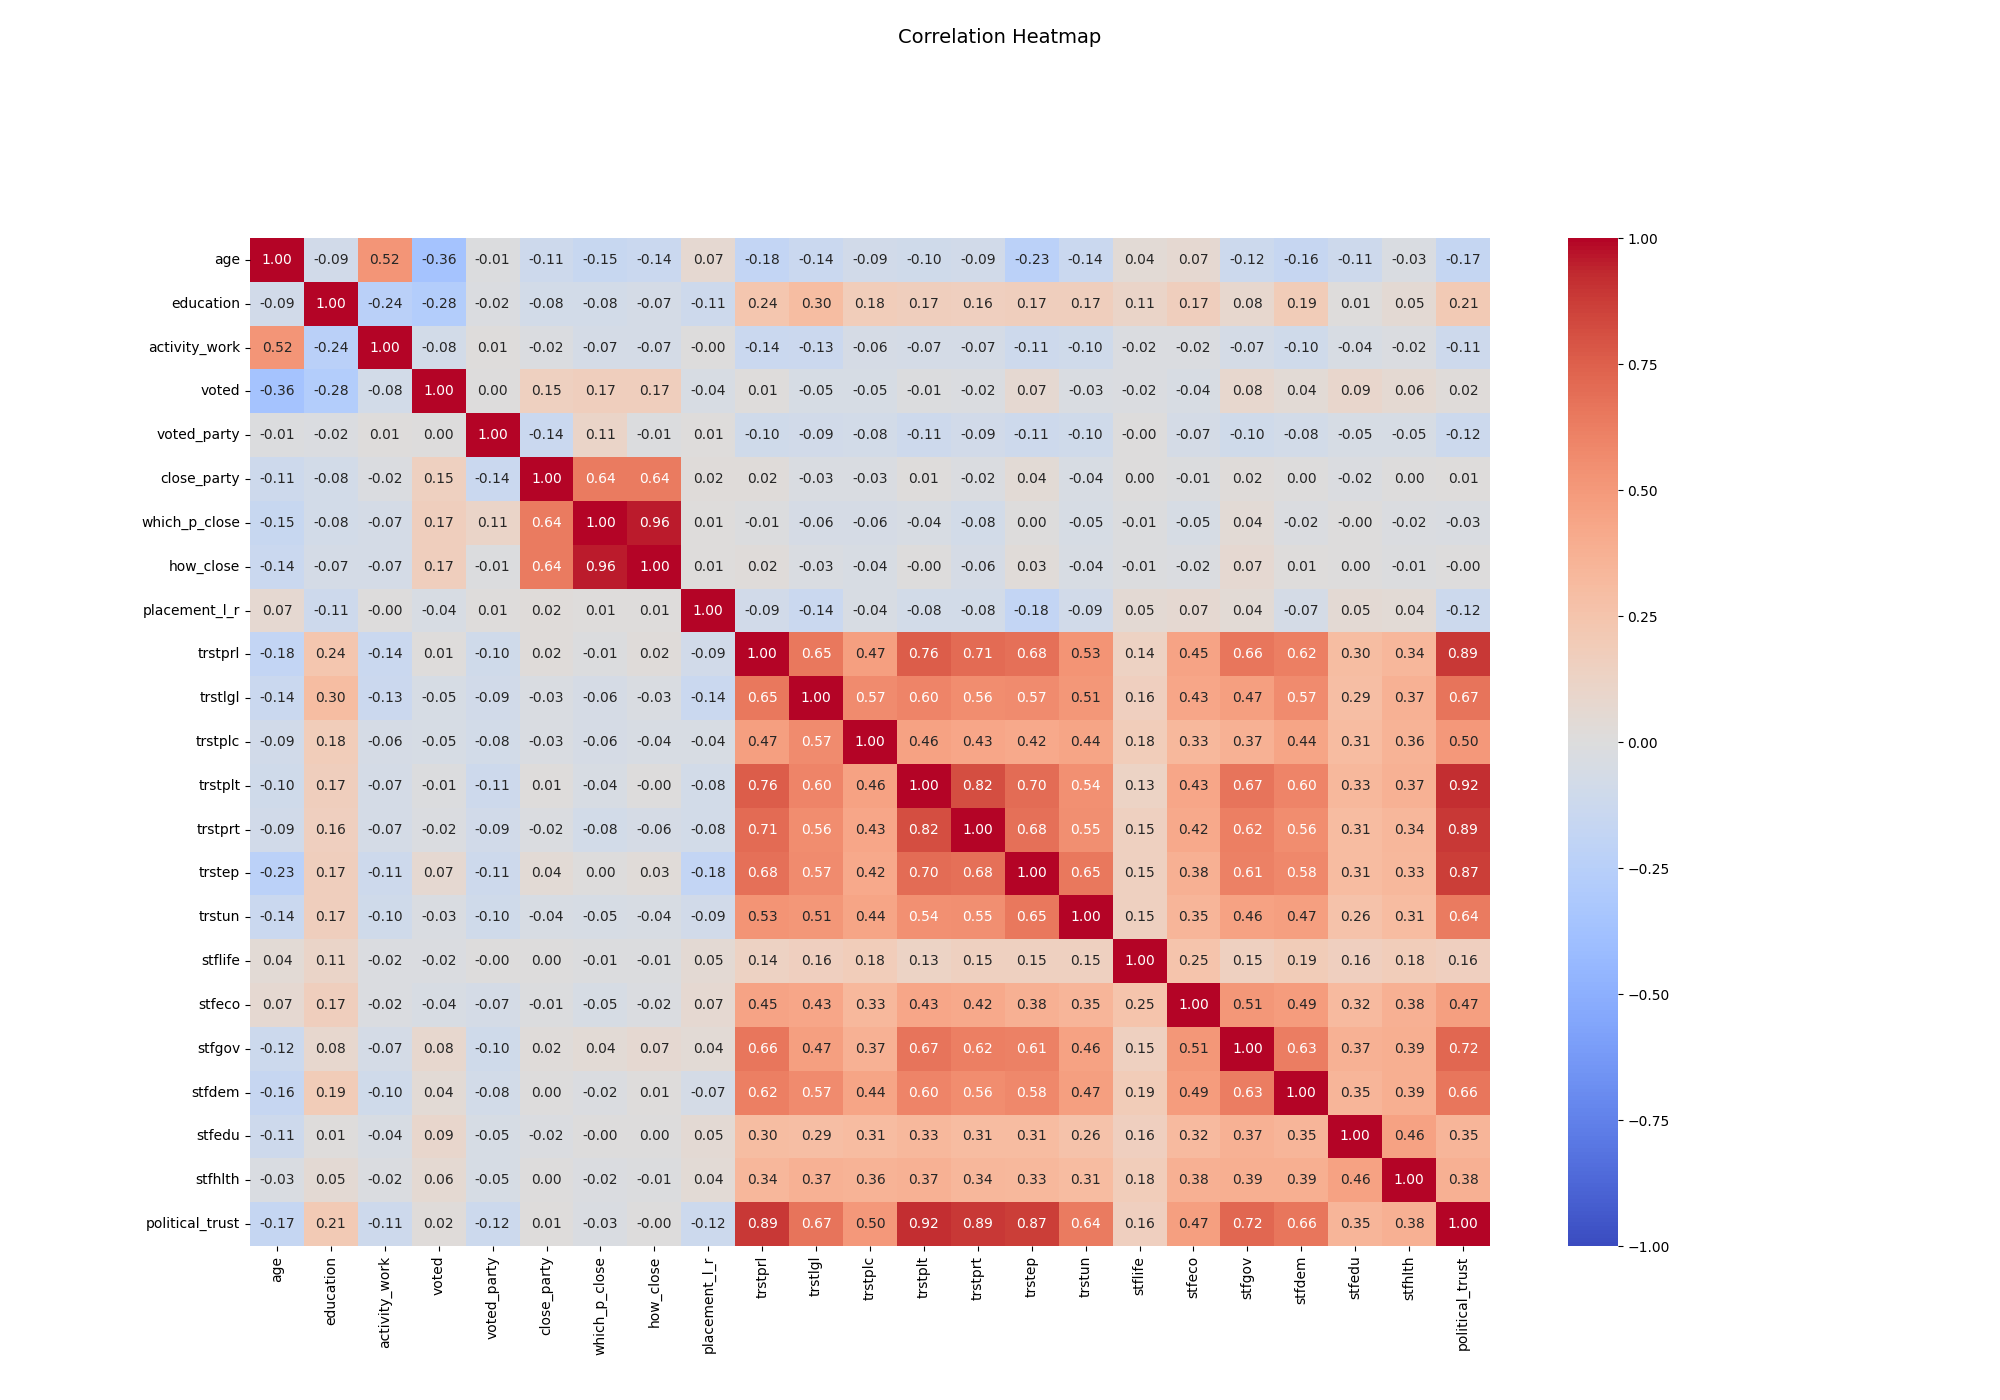 Correlation Heatmap
age 1.00 -0.09 0.52 -0.36 -0.01 -0.11 -0.15 -0.14 0.07 -0.18 -0.14 -0.09 -0.10 -0.09 -0.23 -0.14 0.04 0.07 -0.12 -0.16 -0.11 -0.03 -0.17
education -0.09 1.00 -0.24 -0.28 -0.02 -0.08 -0.08 -0.07 -0.11 0.24 0.30 0.18 0.17 0.16 0.17 0.17 0.11 0.17 0.08 0.19 0.01 0.05 0.21
activity_work 0.52 -0.24 1.00 -0.08 0.01 -0.02 -0.07 -0.07 -0.00 -0.14 -0.13 -0.06 -0.07 -0.07 -0.11 -0.10 -0.02 -0.02 -0.07 -0.10 -0.04 -0.02 -0.11
voted -0.36 -0.28 -0.08 1.00 0.00 0.15 0.17 0.17 -0.04 0.01 -0.05 -0.05 -0.01 -0.02 0.07 -0.03 -0.02 -0.04 0.08 0.04 0.09 0.06 0.02
voted_party -0.01 -0.02 0.01 0.00 1.00 -0.14 0.11 -0.01 0.01 -0.10 -0.09 -0.08 -0.11 -0.09 -0.11 -0.10 -0.00 -0.07 -0.10 -0.08 -0.05 -0.05 -0.12
close_party -0.11 -0.08 -0.02 0.15 -0.14 1.00 0.64 0.64 0.02 0.02 -0.03 -0.03 0.01 -0.02 0.04 -0.04 0.00 -0.01 0.02 0.00 -0.02 0.00 0.01
which_p_close -0.15 -0.08 -0.07 0.17 0.11 0.64 1.00 0.96 0.01 -0.01 -0.06 -0.06 -0.04 -0.08 0.00 -0.05 -0.01 -0.05 0.04 -0.02 -0.00 -0.02 -0.03
how_close -0.14 -0.07 -0.07 0.17 -0.01 0.64 0.96 1.00 0.01 0.02 -0.03 -0.04 -0.00 -0.06 0.03 -0.04 -0.01 -0.02 0.07 0.01 0.00 -0.01 -0.00
placement_l_r 0.07 -0.11 -0.00 -0.04 0.01 0.02 0.01 0.01 1.00 -0.09 -0.14 -0.04 -0.08 -0.08 -0.18 -0.09 0.05 0.07 0.04 -0.07 0.05 0.04 -0.12
trstprl -0.18 0.24 -0.14 0.01 -0.10 0.02 -0.01 0.02 -0.09 1.00 0.65 0.47 0.76 0.71 0.68 0.53 0.14 0.45 0.66 0.62 0.30 0.34 0.89
trstlgl -0.14 0.30 -0.13 -0.05 -0.09 -0.03 -0.06 -0.03 -0.14 0.65 1.00 0.57 0.60 0.56 0.57 0.51 0.16 0.43 0.47 0.57 0.29 0.37 0.67
trstplc -0.09 0.18 -0.06 -0.05 -0.08 -0.03 -0.06 -0.04 -0.04 0.47 0.57 1.00 0.46 0.43 0.42 0.44 0.18 0.33 0.37 0.44 0.31 0.36 0.50
trstplt -0.10 0.17 -0.07 -0.01 -0.11 0.01 -0.04 -0.00 -0.08 0.76 0.60 0.46 1.00 0.82 0.70 0.54 0.13 0.43 0.67 0.60 0.33 0.37 0.92
trstprt -0.09 0.16 -0.07 -0.02 -0.09 -0.02 -0.08 -0.06 -0.08 0.71 0.56 0.43 0.82 1.00 0.68 0.55 0.15 0.42 0.62 0.56 0.31 0.34 0.89
trstep -0.23 0.17 -0.11 0.07 -0.11 0.04 0.00 0.03 -0.18 0.68 0.57 0.42 0.70 0.68 1.00 0.65 0.15 0.38 0.61 0.58 0.31 0.33 0.87
trstun -0.14 0.17 -0.10 -0.03 -0.10 -0.04 -0.05 -0.04 -0.09 0.53 0.51 0.44 0.54 0.55 0.65 1.00 0.15 0.35 0.46 0.47 0.26 0.31 0.64
stflife 0.04 0.11 -0.02 -0.02 -0.00 0.00 -0.01 -0.01 0.05 0.14 0.16 0.18 0.13 0.15 0.15 0.15 1.00 0.25 0.15 0.19 0.16 0.18 0.16
stfeco 0.07 0.17 -0.02 -0.04 -0.07 -0.01 -0.05 -0.02 0.07 0.45 0.43 0.33 0.43 0.42 0.38 0.35 0.25 1.00 0.51 0.49 0.32 0.38 0.47
stfgov -0.12 0.08 -0.07 0.08 -0.10 0.02 0.04 0.07 0.04 0.66 0.47 0.37 0.67 0.62 0.61 0.46 0.15 0.51 1.00 0.63 0.37 0.39 0.72
stfdem -0.16 0.19 -0.10 0.04 -0.08 0.00 -0.02 0.01 -0.07 0.62 0.57 0.44 0.60 0.56 0.58 0.47 0.19 0.49 0.63 1.00 0.35 0.39 0.66
stfedu -0.11 0.01 -0.04 0.09 -0.05 -0.02 -0.00 0.00 0.05 0.30 0.29 0.31 0.33 0.31 0.31 0.26 0.16 0.32 0.37 0.35 1.00 0.46 0.35
stfhlth -0.03 0.05 -0.02 0.06 -0.05 0.00 -0.02 -0.01 0.04 0.34 0.37 0.36 0.37 0.34 0.33 0.31 0.18 0.38 0.39 0.39 0.46 1.00 0.38
political_trust -0.17 0.21 -0.11 0.02 -0.12 0.01 -0.03 -0.00 -0.12 0.89 0.67 0.50 0.92 0.89 0.87 0.64 0.16 0.47 0.72 0.66 0.35 0.38 1.00
age education activity_work voted voted_party close_party which_p_close how_close placement_l_r trstprl trstlgl trstplc trstplt trstprt trstep trstun stflife stfeco stfgov stfdem stfedu stfhlth political_trust
1.00
0.75
0.50
0.25
0.00
−0.25
−0.50
−0.75
−1.00